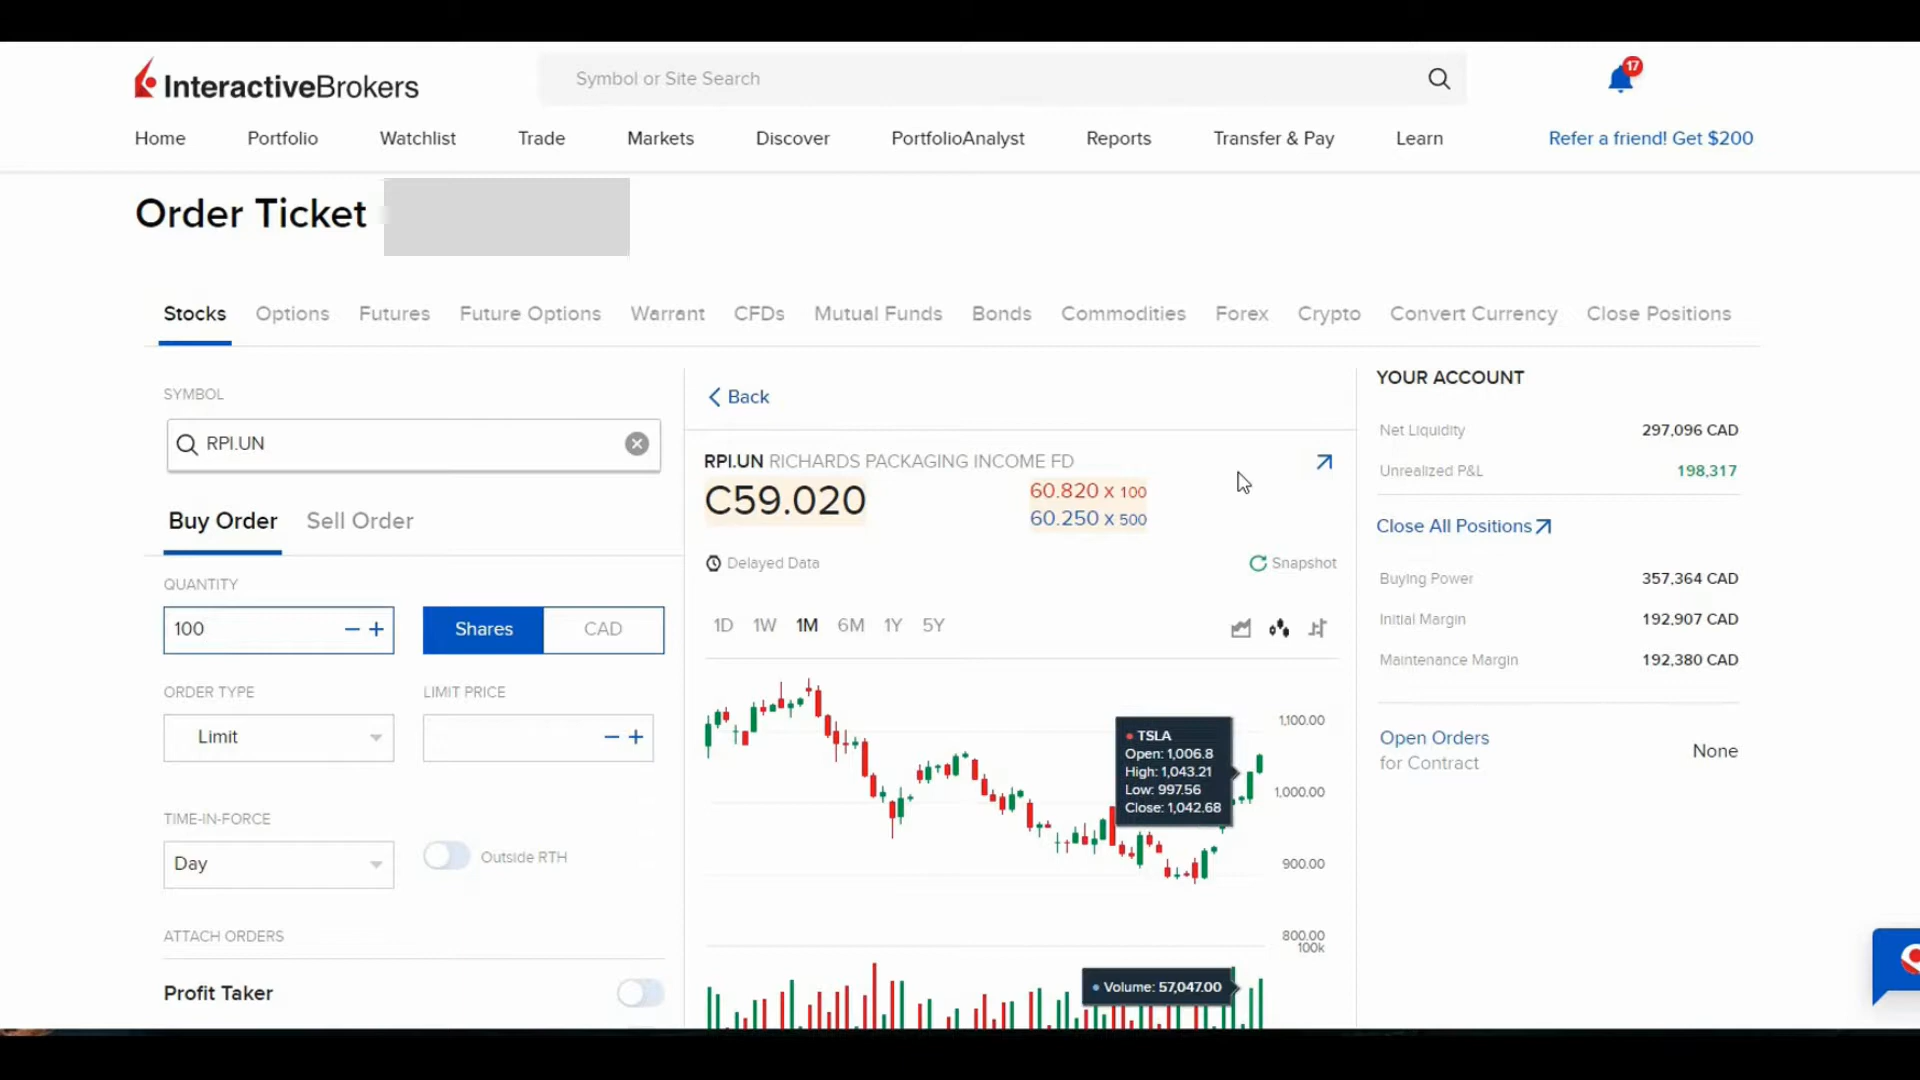 InteractiveBrokers
Symbol or Site Search
17
Home Portfolio Watchlist Trade Markets Discover PortfolioAnalyst Reports Transfer & Pay Learn Refer a friend! Get $200
Order Ticket
Stocks Options Futures Future Options Warrant CFDs Mutual Funds Bonds Commodities Forex Crypto Convert Currency Close Positions
SYMBOL
RPI.UN
Buy Order Sell Order
QUANTITY
100
Shares CAD
ORDER TYPE LIMIT PRICE
Limit
TIME-IN-FORCE
Day
Outside RTH
ATTACH ORDERS
Profit Taker
Back
RPI.UN RICHARDS PACKAGING INCOME FD
C59.020
60.820 X 100
60.250 X 500
Delayed Data
Snapshot
1D 1W 1M 6M 1Y 5Y
TSLA
Open: 1,006.8
High: 1,043.21
Low: 997.56
Close: 1,042.68
1,100.00
1,000.00
900.00
800.00
100k
Volume: 57,047.00
YOUR ACCOUNT
Net Liquidity 297,096 CAD
Unrealized P&L 198,317
Close All Positions
Buying Power 357,364 CAD
Initial Margin 192,907 CAD
Maintenance Margin 192,380 CAD
Open Orders
for Contract
None